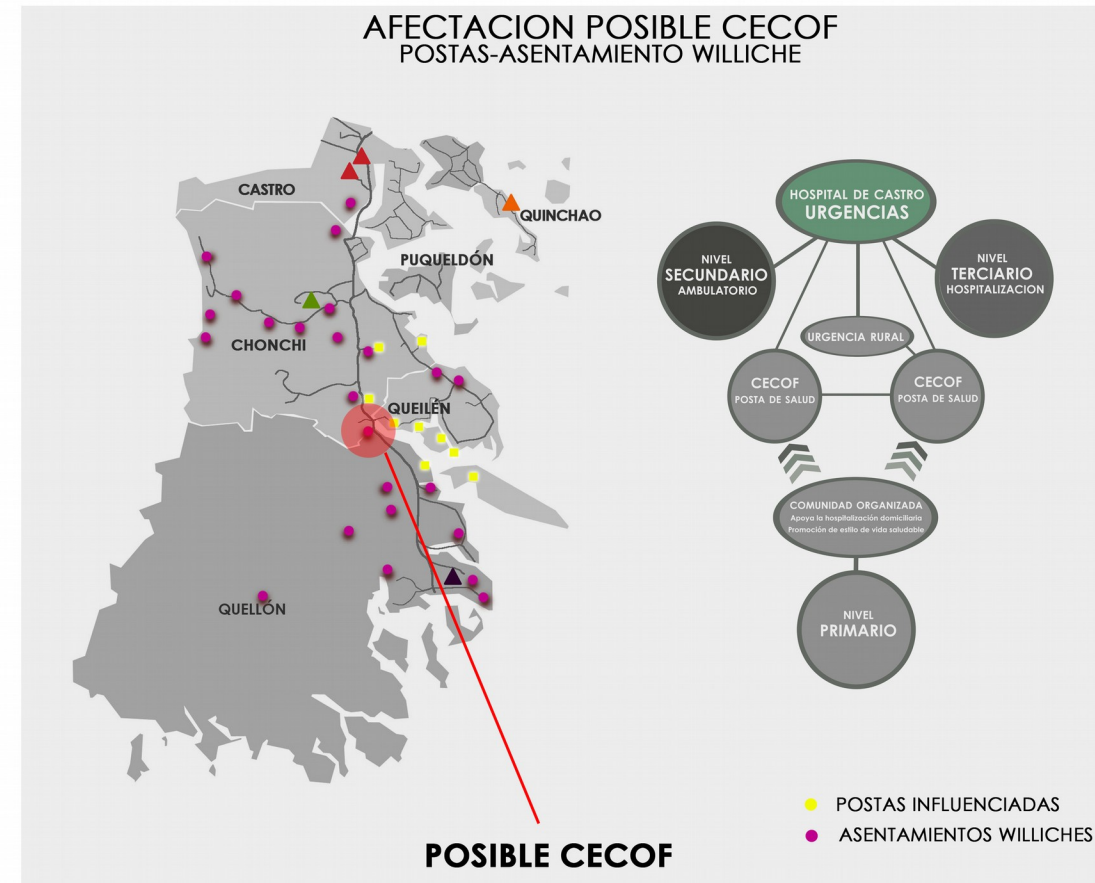 AFECTACION POSIBLE CECOF
POSTAS-ASENTAMIENTO WILLICHE
CASTRO
QUINCHAO
PUQUELDÓN
CHONCHI
QUEILÉN
QUELLÓN
POSIBLE CECOF
HOSPITAL DE CASTRO
URGENCIAS
NIVEL
SECUNDARIO
AMBULATORIO
NIVEL
TERCIARIO
HOSPITALIZACION
URGENCIA RURAL
CECOF
POSTA DE SALUD
CECOF
POSTA DE SALUD
COMUNIDAD ORGANIZADA
Apoya la hospitalización domiciliaria
Promoción de estilo de vida saludable
NIVEL
PRIMARIO
POSTAS INFLUENCIADAS
ASENTAMIENTOS WILLICHES